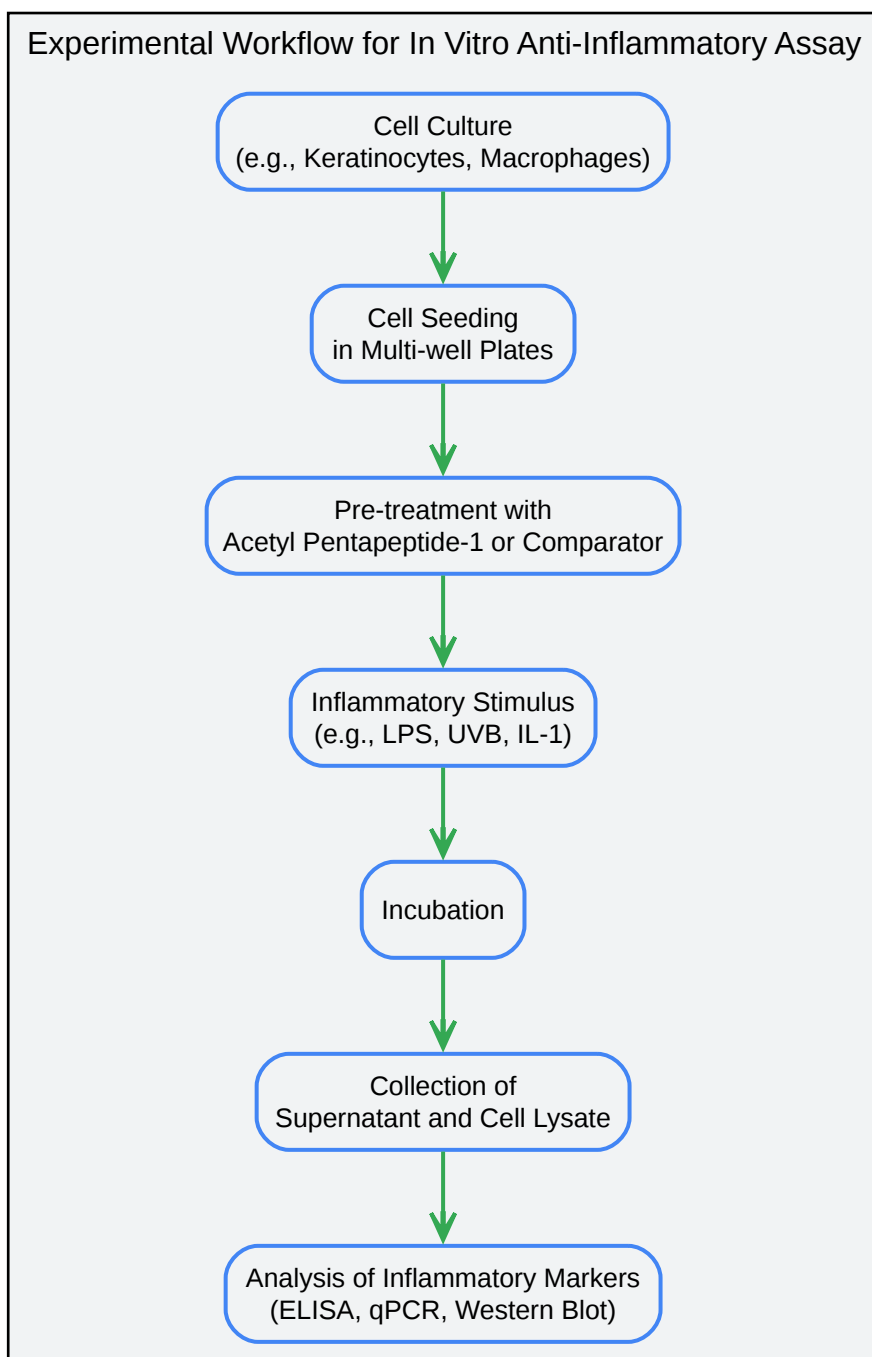 Experimental Workflow for In Vitro Anti-Inflammatory Assay
Cell Culture
(e.g., Keratinocytes, Macrophages)
Cell Seeding
in Multi-well Plates
Pre-treatment with
Acetyl Pentapeptide-1 or Comparator
Inflammatory Stimulus
(e.g., LPS, UVB, IL-1)
Incubation
Collection of
Supernatant and Cell Lysate
Analysis of Inflammatory Markers
(ELISA, qPCR, Western Blot)